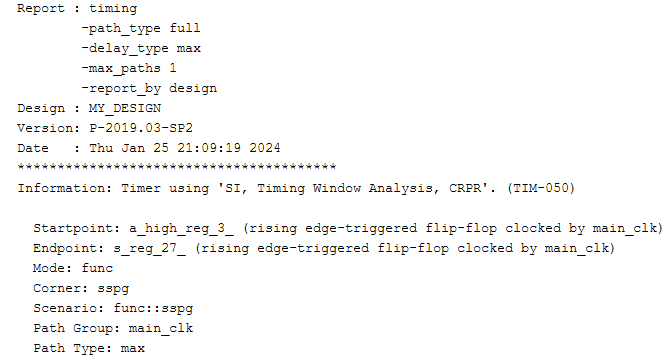 Report : timing
-path_type full
-delay_type max
-max_paths 1
-report_by design
Design : MY_DESIGN
Version: P-2019.03-SP2
Date : Thu Jan 25 21:09:19 2024
****************************************
Information: Timer using 'SI, Timing Window Analysis, CRPR'. (TIM-050)
Startpoint: a_high_reg_3_ (rising edge-triggered flip-flop clocked by main_clk)
Endpoint: s_reg_27_ (rising edge-triggered flip-flop clocked by main_clk)
Mode: func
Corner: sspg
Scenario: func::sspg
Path Group: main_clk
Path Type: max